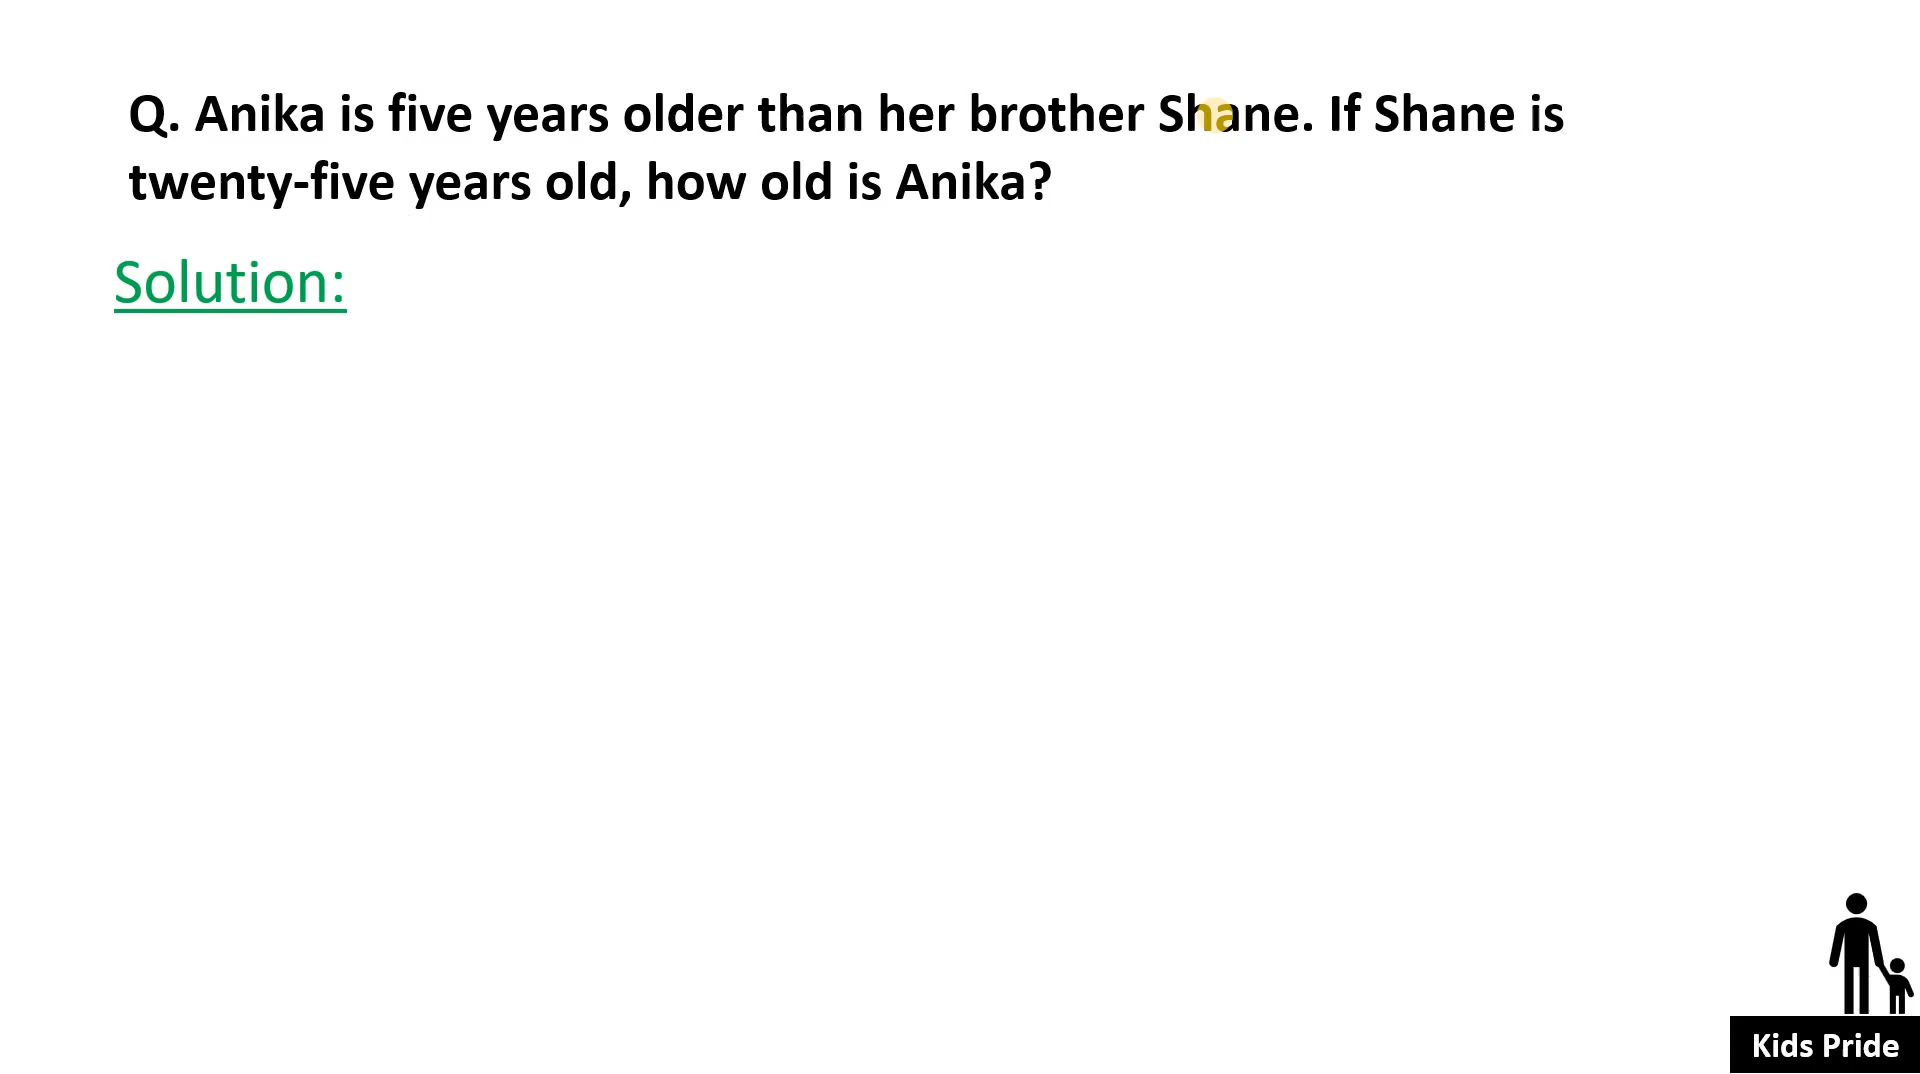 Q. Anika is five years older than her brother Shane. If Shane is
twenty-five years old, how old is Anika?
Solution:
Kids Pride